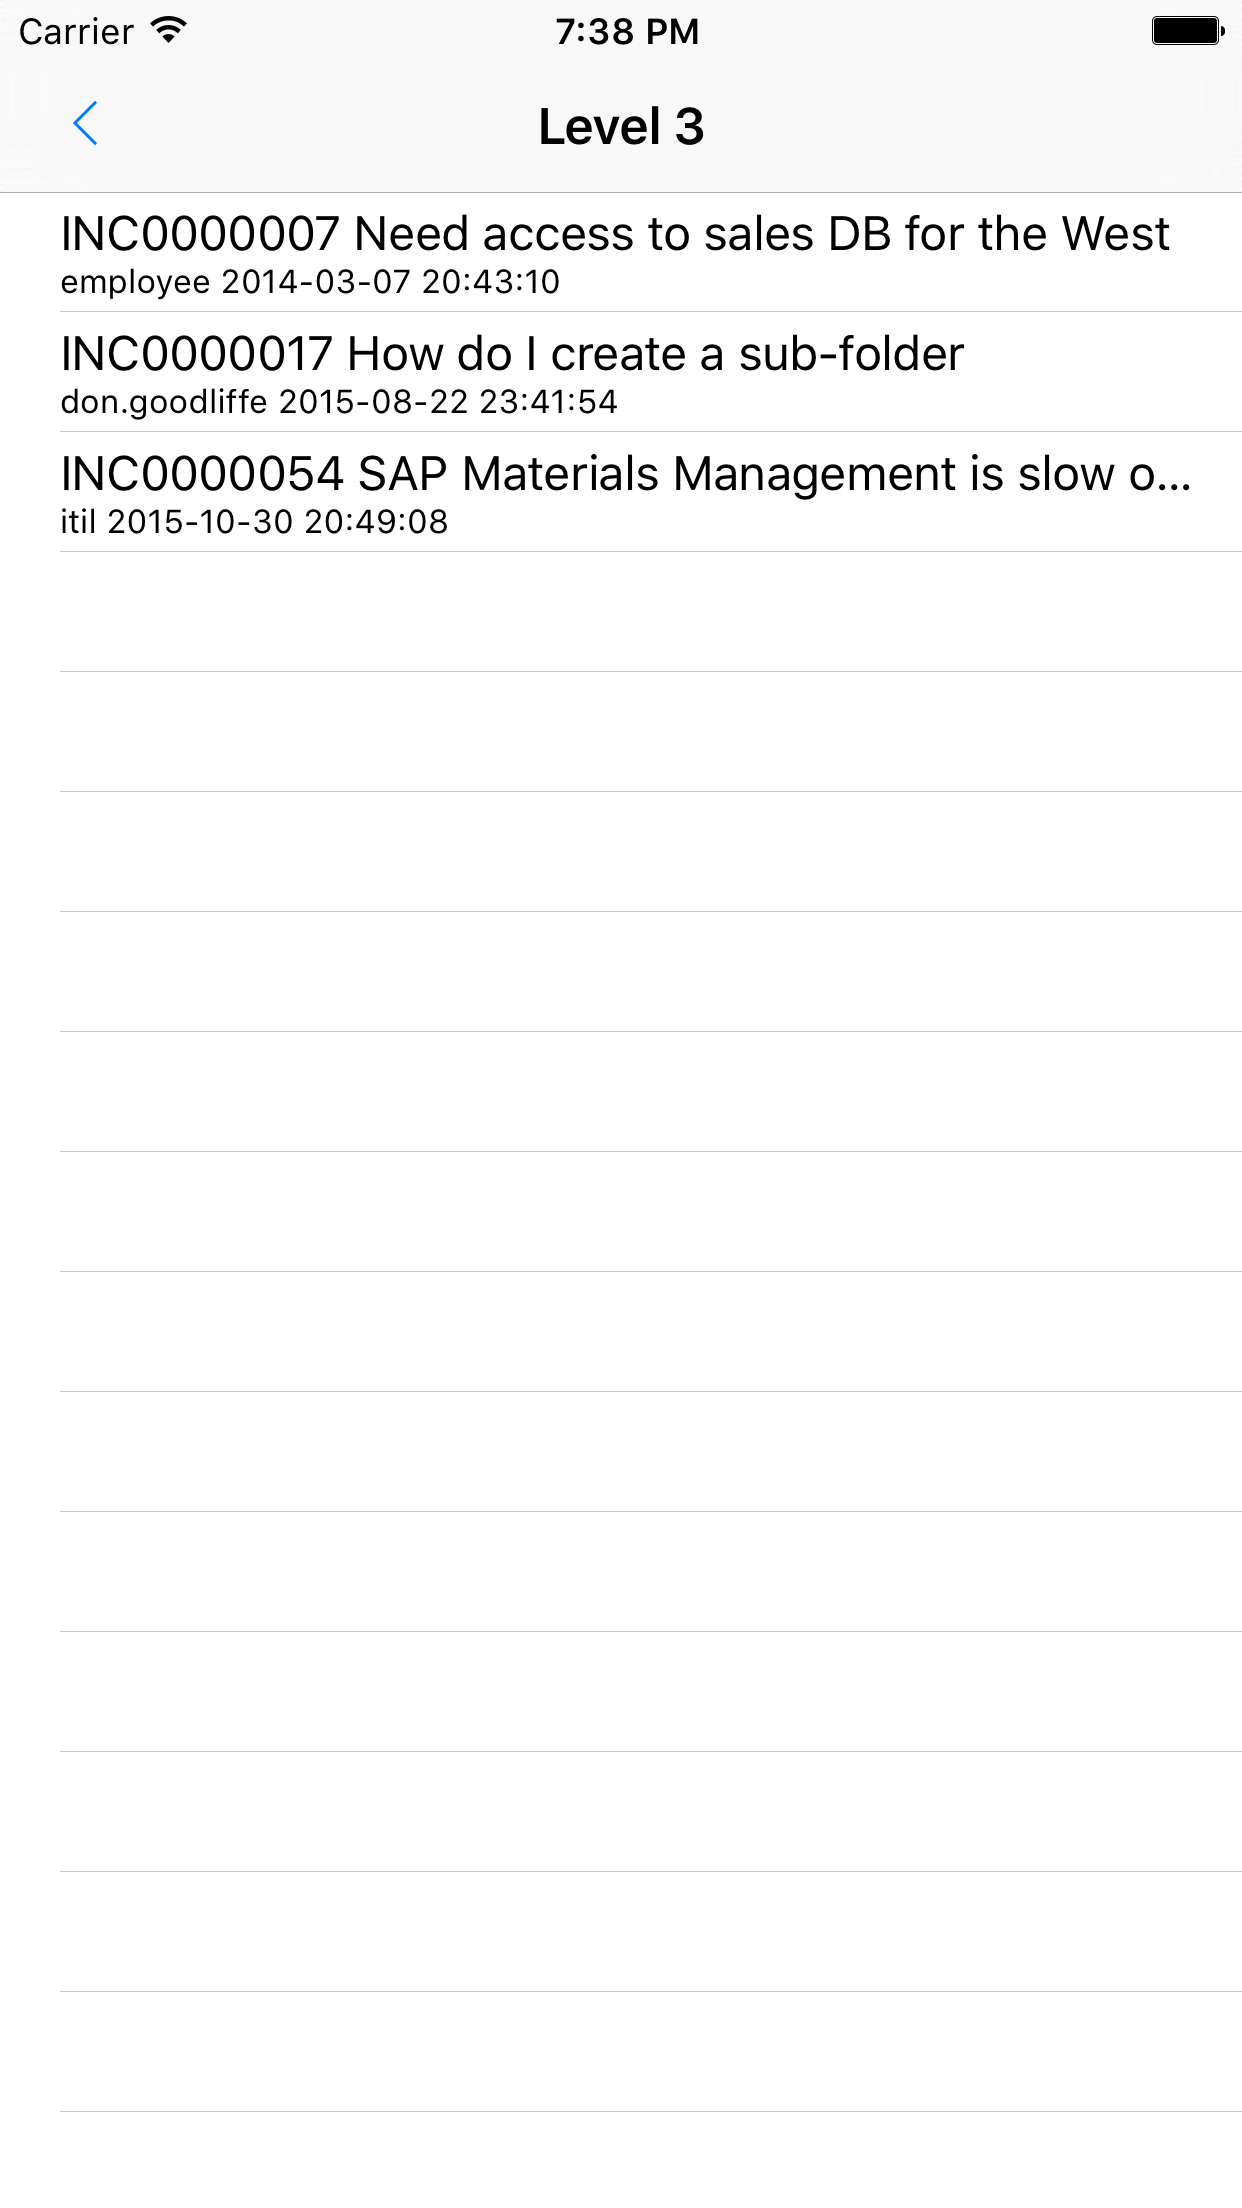 Carrier 7:38 PM
Level 3
INC0000007 Need access to sales DB for the West
employee 2014-03-07 20:43:10
INC0000017 How do I create a sub-folder
don.goodliffe 2015-08-22 23:41:54
INC0000054 SAP Materials Management is slow o...
itil 2015-10-30 20:49:08